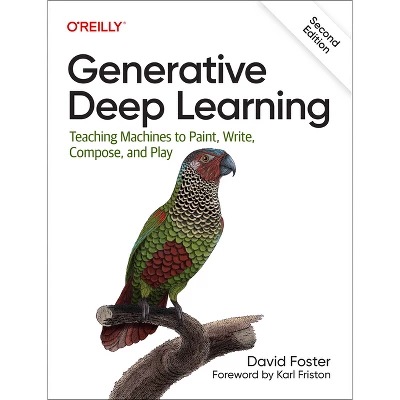 O'REILLY®
Second
Edition
Generative
Deep Learning
Teaching Machines to Paint, Write,
Compose, and Play
David Foster
Foreword by Karl Friston